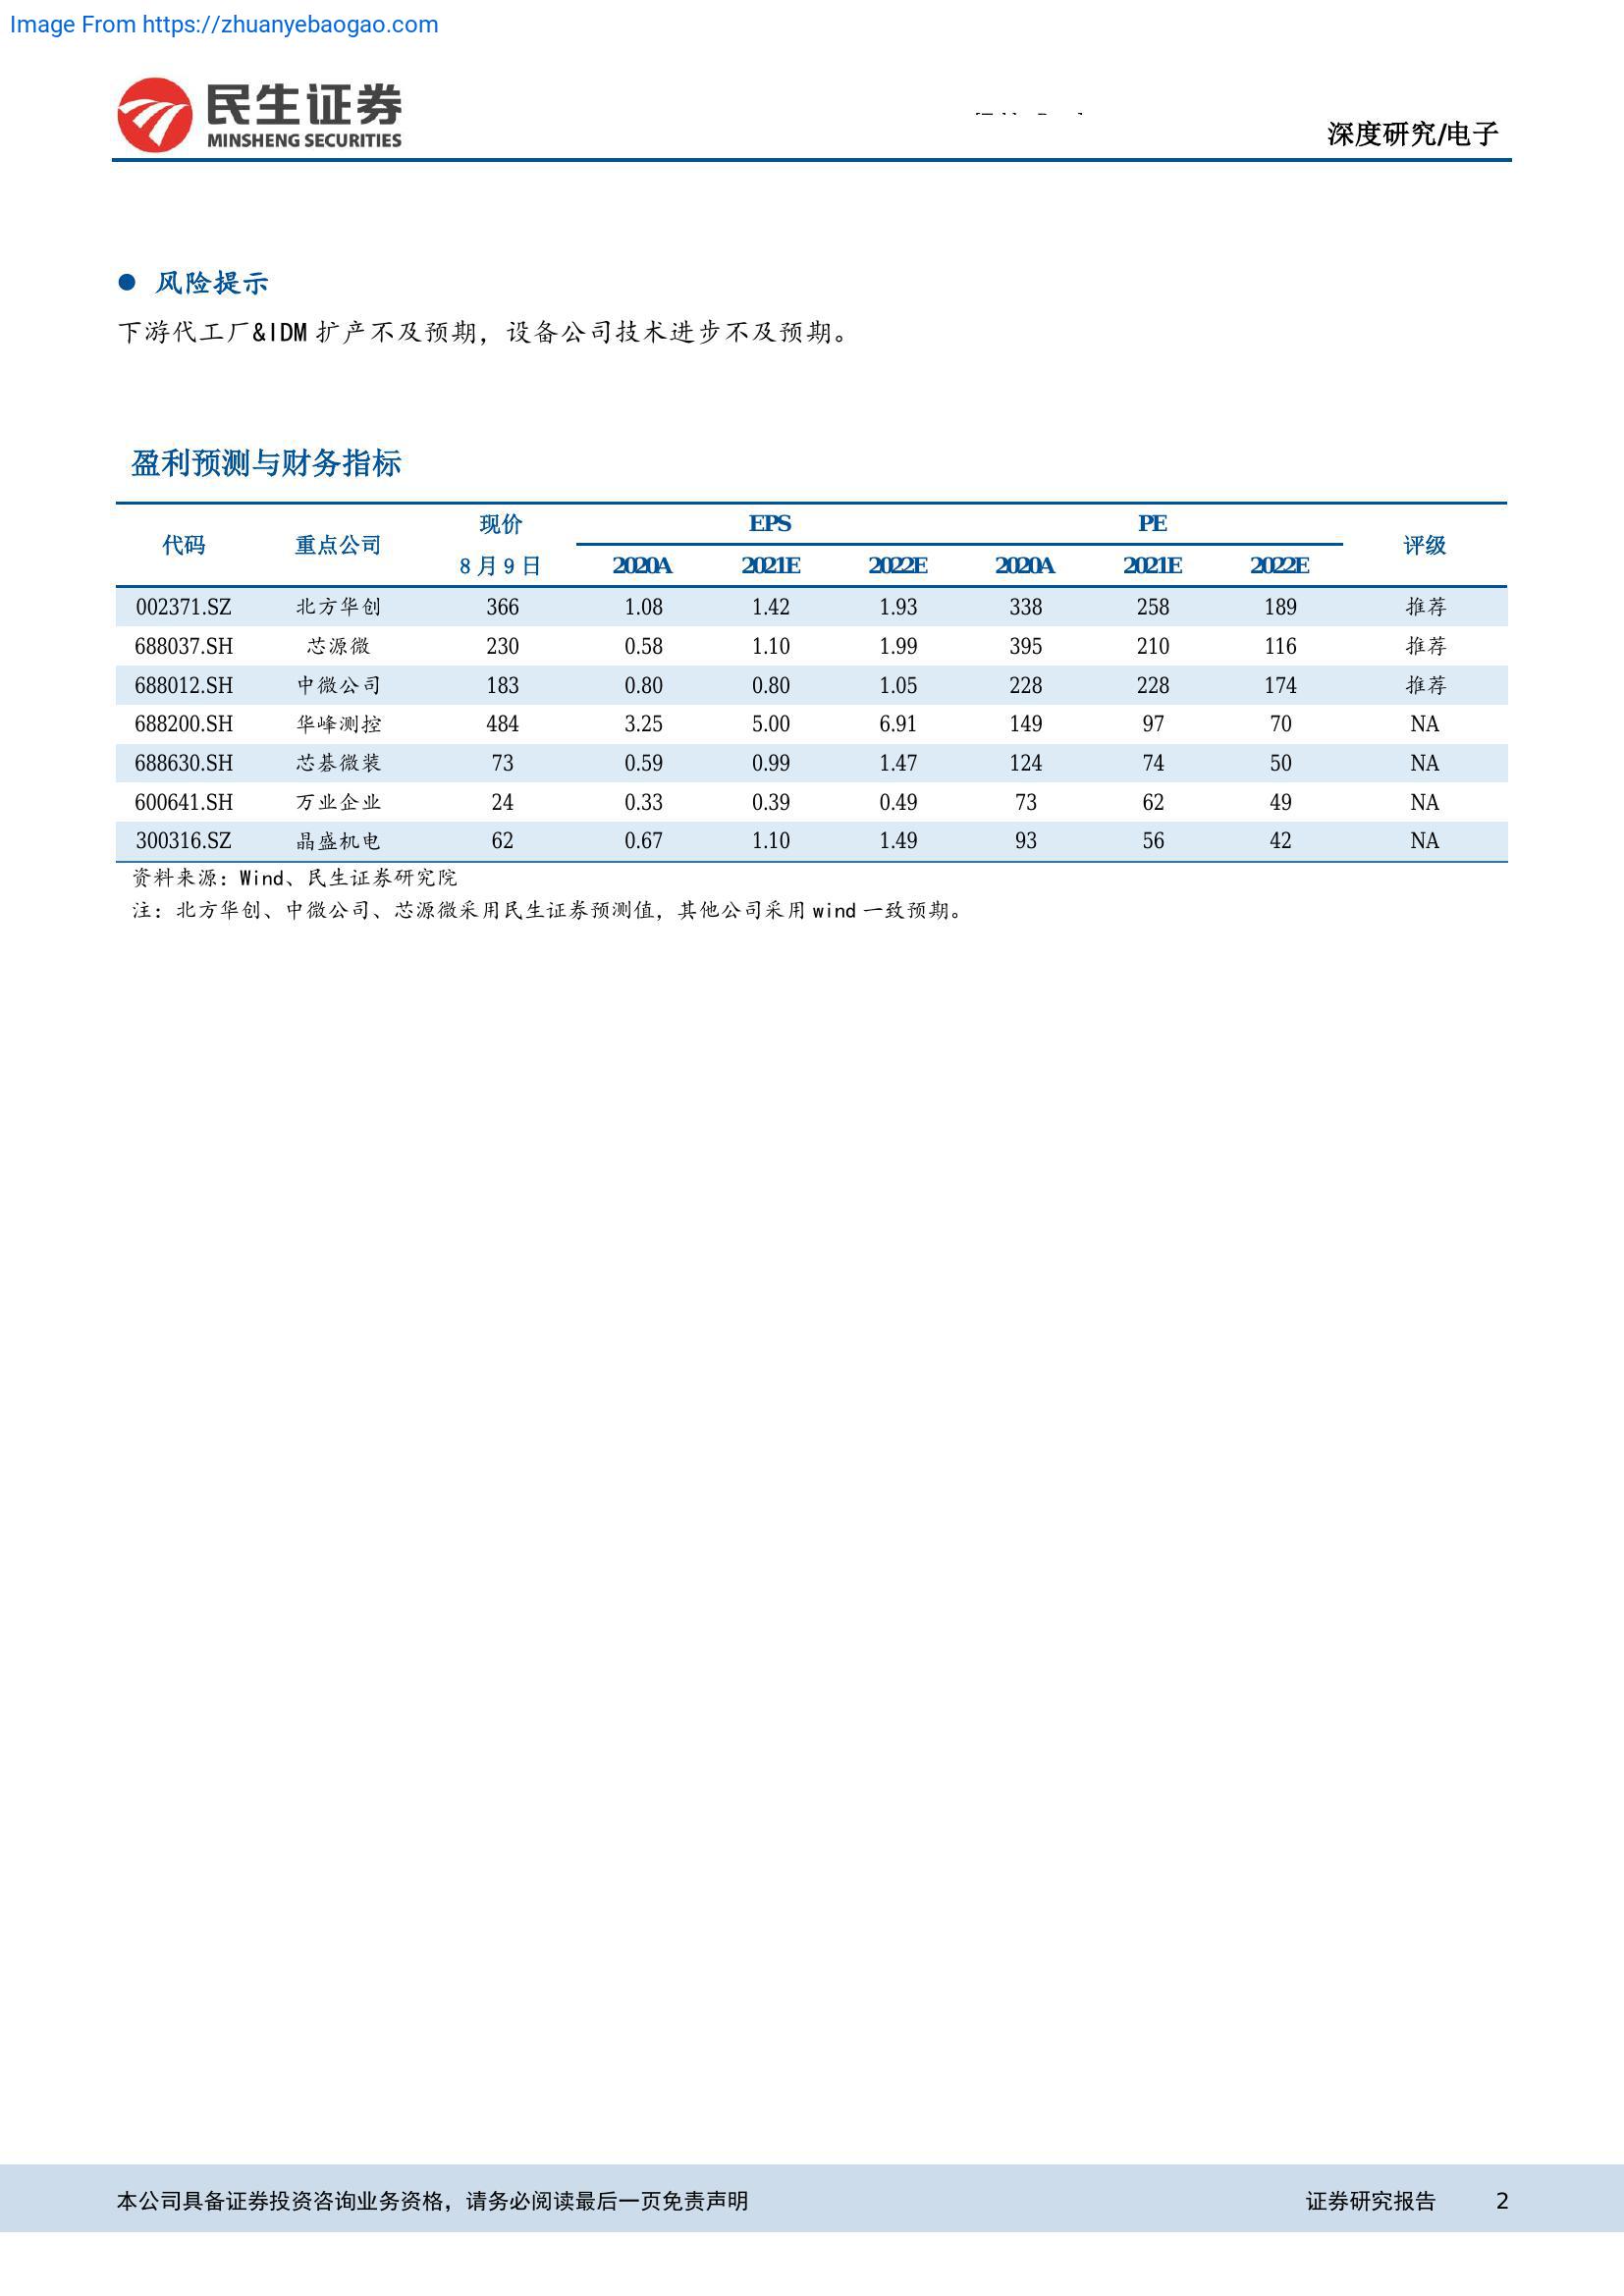 Image From https://zhuanyebaogao.com
民生证券
MINSHENG SECURITIES
深度研究/电子
● 风险提示
下游代工厂&IDM 扩产不及预期，设备公司技术进步不及预期。
盈利预测与财务指标
代码 重点公司 现价 EPS PE 评级
8 月 9 日 2020A 2021E 2022E 2020A 2021E 2022E
002371.SZ 北方华创 366 1.08 1.42 1.93 338 258 189 推荐
688037.SH 芯源微 230 0.58 1.10 1.99 395 210 116 推荐
688012.SH 中微公司 183 0.80 0.80 1.05 228 228 174 推荐
688200.SH 华峰测控 484 3.25 5.00 6.91 149 97 70 NA
688630.SH 芯碁微装 73 0.59 0.99 1.47 124 74 50 NA
600641.SH 万业企业 24 0.33 0.39 0.49 73 62 49 NA
300316.SZ 晶盛机电 62 0.67 1.10 1.49 93 56 42 NA
资料来源：Wind、民生证券研究院
注：北方华创、中微公司、芯源微采用民生证券预测值，其他公司采用 wind 一致预期。
本公司具备证券投资咨询业务资格，请务必阅读最后一页免责声明 证券研究报告 2